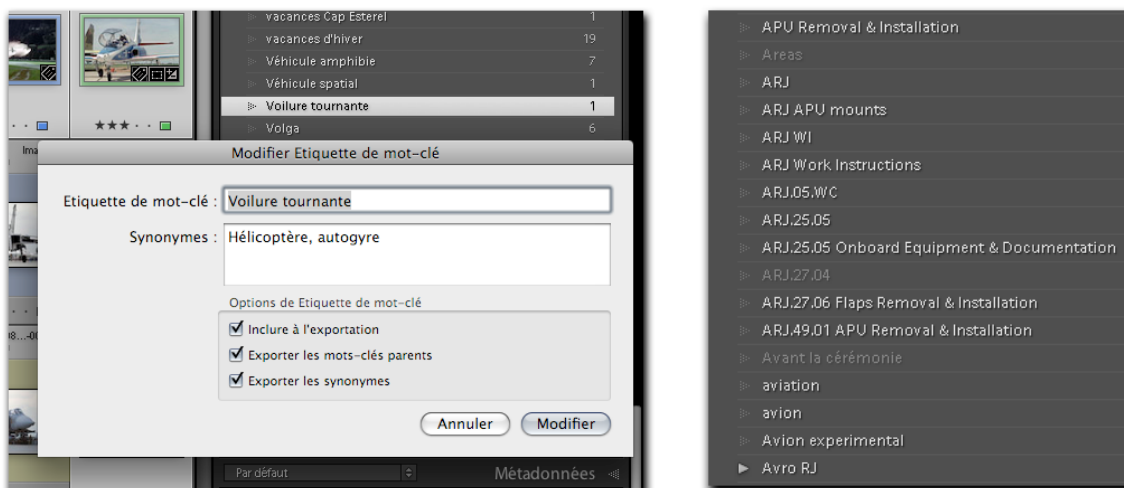 vacances Cap Esterel 1
vacances d'hiver 19
Véhicule amphibie 7
Véhicule spatial 1
Voilure tournante 1
Volga 6
Ima
Modifier Etiquette de mot-clé
Etiquette de mot-clé : Voilure tournante
Synonymes : Hélicoptère, autogyre
Options de Etiquette de mot-clé
Inclure à l'exportation
Exporter les mots-clés parents
Exporter les synonymes
Annuler Modifier
Par défaut Métadonnées
APU Removal & Installation
Areas
ARJ
ARJ APU mounts
ARJ WI
ARJ Work Instructions
ARJ.05.WC
ARJ.25.05
ARJ.25.05 Onboard Equipment & Documentation
ARJ.27.04
ARJ.27.06 Flaps Removal & Installation
ARJ.49.01 APU Removal & Installation
Avant la cérémonie
aviation
avion
Avion experimental
Avro RJ